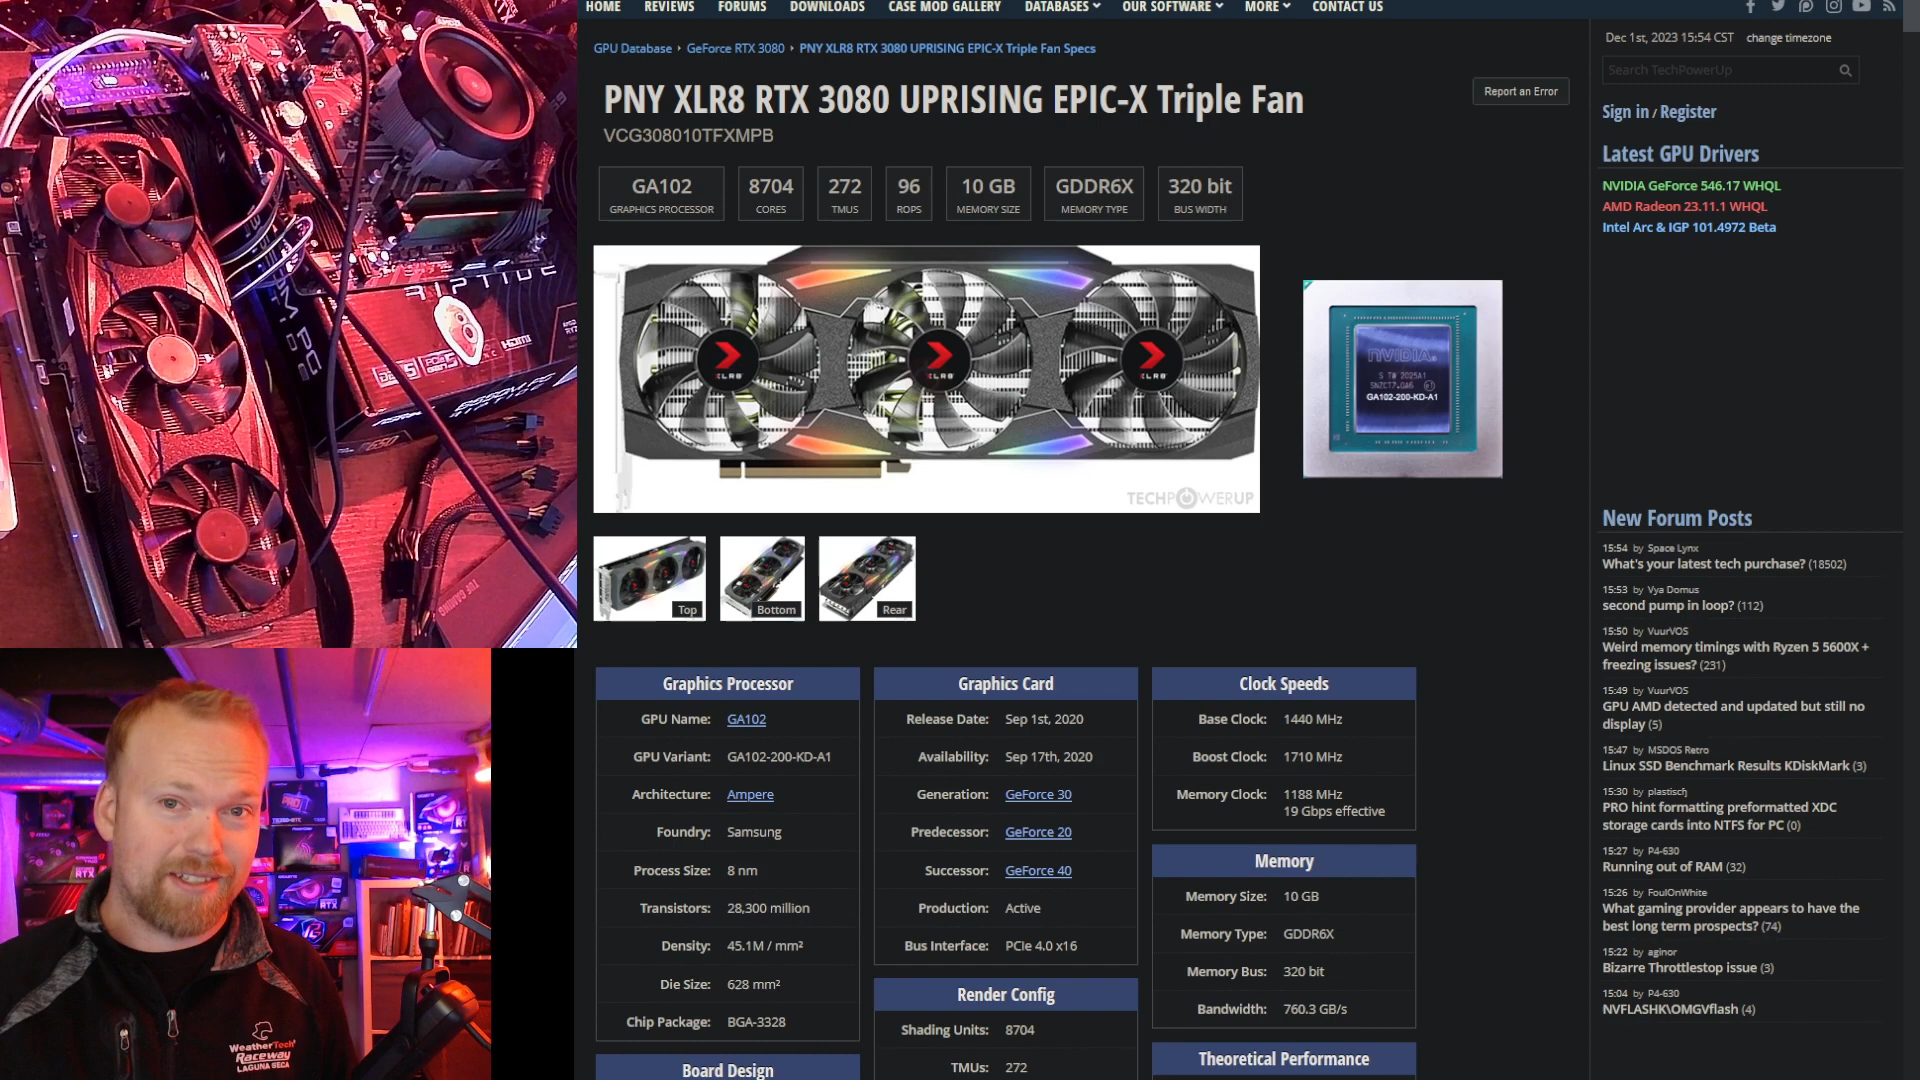 HOME REVIEWS FORUMS DOWNLOADS CASE MOD GALLERY DATABASES OUR SOFTWARE MORE CONTACT US
GPU Database › GeForce RTX 3080 › PNY XLR8 RTX 3080 UPRISING EPIC-X Triple Fan Specs
PNY XLR8 RTX 3080 UPRISING EPIC-X Triple Fan
VCG308010TFXMPB
Report an Error
GA102
GRAPHICS PROCESSOR
8704
CORES
272
TMUS
96
ROPS
10 GB
MEMORY SIZE
GDDR6X
MEMORY TYPE
320 bit
BUS WIDTH
XLR8
XLR8
XLR8
TECHPOWERUP
NVIDIA
S TW 2025A1
GA102-200-KD-A1
Top
Bottom
Rear
Graphics Processor
GPU Name: GA102
GPU Variant: GA102-200-KD-A1
Architecture: Ampere
Foundry: Samsung
Process Size: 8 nm
Transistors: 28,300 million
Density: 45.1M / mm²
Die Size: 628 mm²
Chip Package: BGA-3328
Board Design
Graphics Card
Release Date: Sep 1st, 2020
Availability: Sep 17th, 2020
Generation: GeForce 30
Predecessor: GeForce 20
Successor: GeForce 40
Production: Active
Bus Interface: PCIe 4.0 x16
Render Config
Shading Units: 8704
TMUs: 272
Clock Speeds
Base Clock: 1440 MHz
Boost Clock: 1710 MHz
Memory Clock: 1188 MHz
19 Gbps effective
Memory
Memory Size: 10 GB
Memory Type: GDDR6X
Memory Bus: 320 bit
Bandwidth: 760.3 GB/s
Theoretical Performance
Dec 1st, 2023 15:54 CST change timezone
Search TechPowerUp
Sign in / Register
Latest GPU Drivers
NVIDIA GeForce 546.17 WHQL
AMD Radeon 23.11.1 WHQL
Intel Arc & IGP 101.4972 Beta
New Forum Posts
15:54 by Space Lynx
What's your latest tech purchase? (18502)
15:53 by Vya Domus
second pump in loop? (112)
15:50 by VuurVOS
Weird memory timings with Ryzen 5 5600X +
freezing issues? (231)
15:49 by VuurVOS
GPU AMD detected and updated but still no
display (5)
15:47 by MSDOS Retro
Linux SSD Benchmark Results KDiskMark (3)
15:30 by plastiscfj
PRO hint formatting preformatted XDC
storage cards into NTFS for PC (0)
15:27 by P4-630
Running out of RAM (32)
15:26 by FoulOnWhite
What gaming provider appears to have the
best long term prospects? (74)
15:22 by aginor
Bizarre Throttlestop issue (3)
15:04 by P4-630
NVFLASHK\OMGVflash (4)
RIPTIDE
HDMI
TUF GAMING
PRO
RTX
WeatherTech
Raceway
LAGUNA SECA